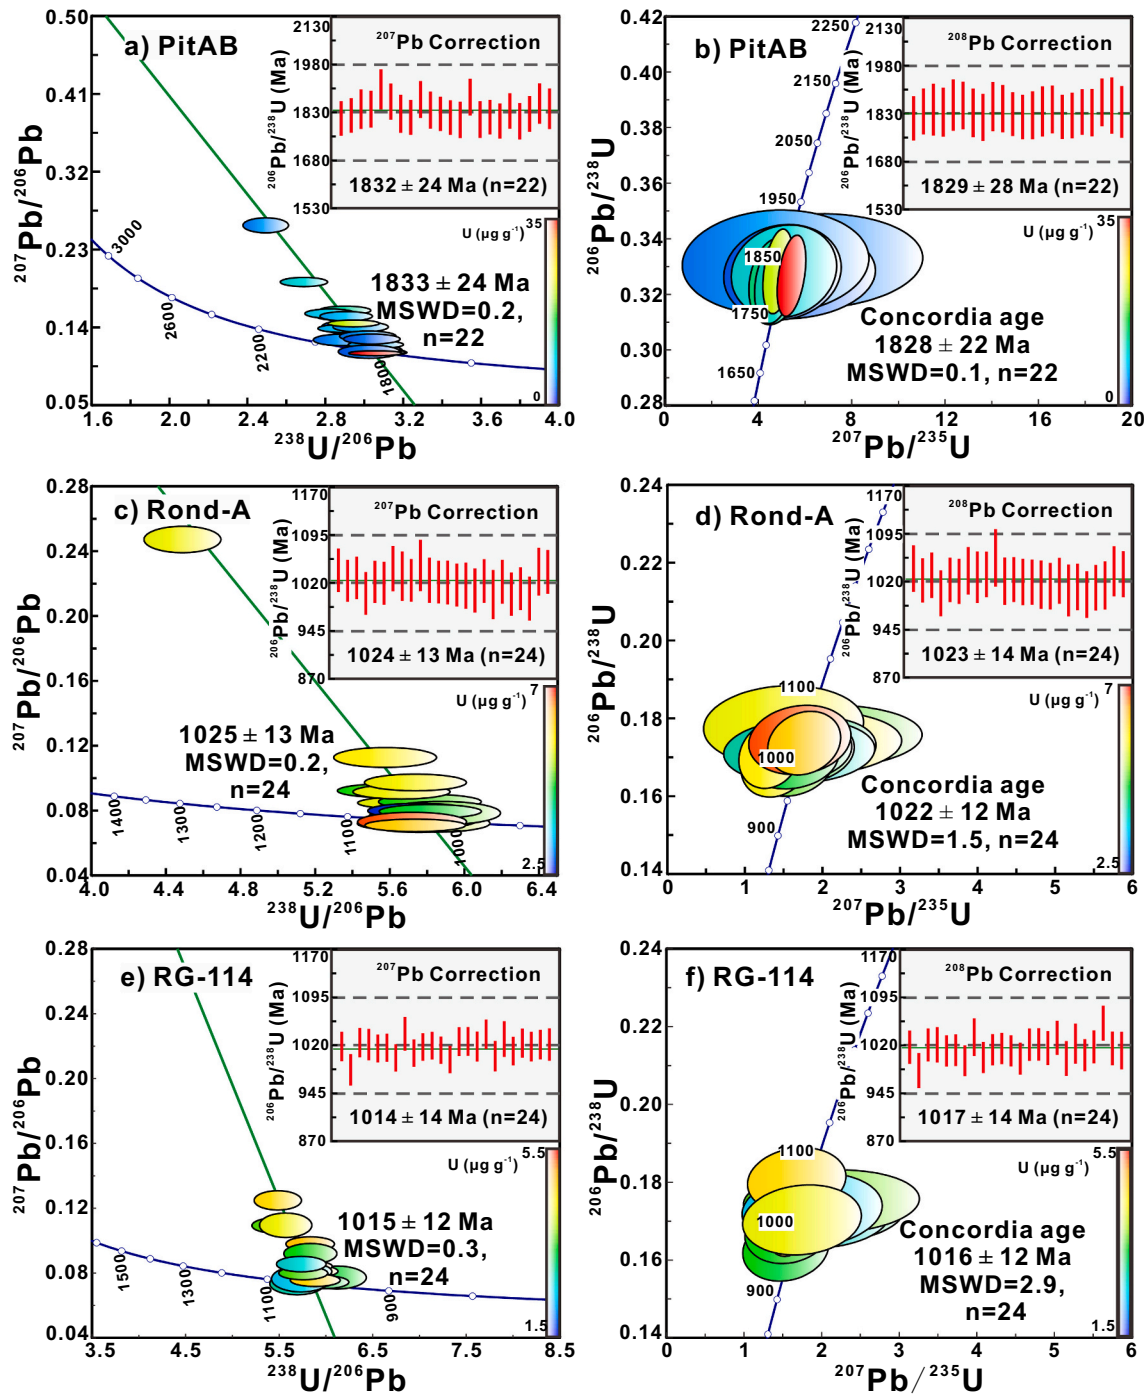 a) PitAB
0.50
0.41
0.32
0.23
0.14
0.05
²⁰⁷Pb/²⁰⁶Pb
1.6
2.0
2.4
2.8
3.2
3.6
4.0
²³⁸U/²⁰⁶Pb
3000
2600
2200
1800
1833 ± 24 Ma
MSWD=0.2,
n=22
²⁰⁷Pb Correction
²⁰⁶Pb/²³⁸U (Ma)
2130
1980
1830
1680
1530
1832 ± 24 Ma (n=22)
U (µg g⁻¹)
35
0
b) PitAB
0.42
0.40
0.38
0.36
0.34
0.32
0.30
0.28
²⁰⁶Pb/²³⁸U
0
4
8
12
16
20
²⁰⁷Pb/²³⁵U
2250
2150
2050
1950
1850
1750
1650
Concordia age
1828 ± 22 Ma
MSWD=0.1, n=22
²⁰⁸Pb Correction
²⁰⁶Pb/²³⁸U (Ma)
2130
1980
1830
1680
1530
1829 ± 28 Ma (n=22)
U (µg g⁻¹)
35
0
c) Rond-A
0.28
0.24
0.20
0.16
0.12
0.08
0.04
²⁰⁷Pb/²⁰⁶Pb
4.0
4.4
4.8
5.2
5.6
6.0
6.4
²³⁸U/²⁰⁶Pb
1400
1300
1200
1100
1000
1025 ± 13 Ma
MSWD=0.2,
n=24
²⁰⁷Pb Correction
²⁰⁶Pb/²³⁸U (Ma)
1170
1095
1020
945
870
1024 ± 13 Ma (n=24)
U (µg g⁻¹)
7
2.5
d) Rond-A
0.24
0.22
0.20
0.18
0.16
0.14
²⁰⁶Pb/²³⁸U
0
1
2
3
4
5
6
²⁰⁷Pb/²³⁵U
1100
1000
900
Concordia age
1022 ± 12 Ma
MSWD=1.5, n=24
²⁰⁸Pb Correction
²⁰⁶Pb/²³⁸U (Ma)
1170
1095
1020
945
870
1023 ± 14 Ma (n=24)
U (µg g⁻¹)
7
2.5
e) RG-114
0.28
0.24
0.20
0.16
0.12
0.08
0.04
²⁰⁷Pb/²⁰⁶Pb
3.5
4.5
5.5
6.5
7.5
8.5
²³⁸U/²⁰⁶Pb
1500
1300
1100
900
1015 ± 12 Ma
MSWD=0.3,
n=24
²⁰⁷Pb Correction
²⁰⁶Pb/²³⁸U (Ma)
1170
1095
1020
945
870
1014 ± 14 Ma (n=24)
U (µg g⁻¹)
5.5
1.5
f) RG-114
0.24
0.22
0.20
0.18
0.16
0.14
²⁰⁶Pb/²³⁸U
0
1
2
3
4
5
6
²⁰⁷Pb/²³⁵U
1100
1000
900
Concordia age
1016 ± 12 Ma
MSWD=2.9,
n=24
²⁰⁸Pb Correction
²⁰⁶Pb/²³⁸U (Ma)
1170
1095
1020
945
870
1017 ± 14 Ma (n=24)
U (µg g⁻¹)
5.5
1.5